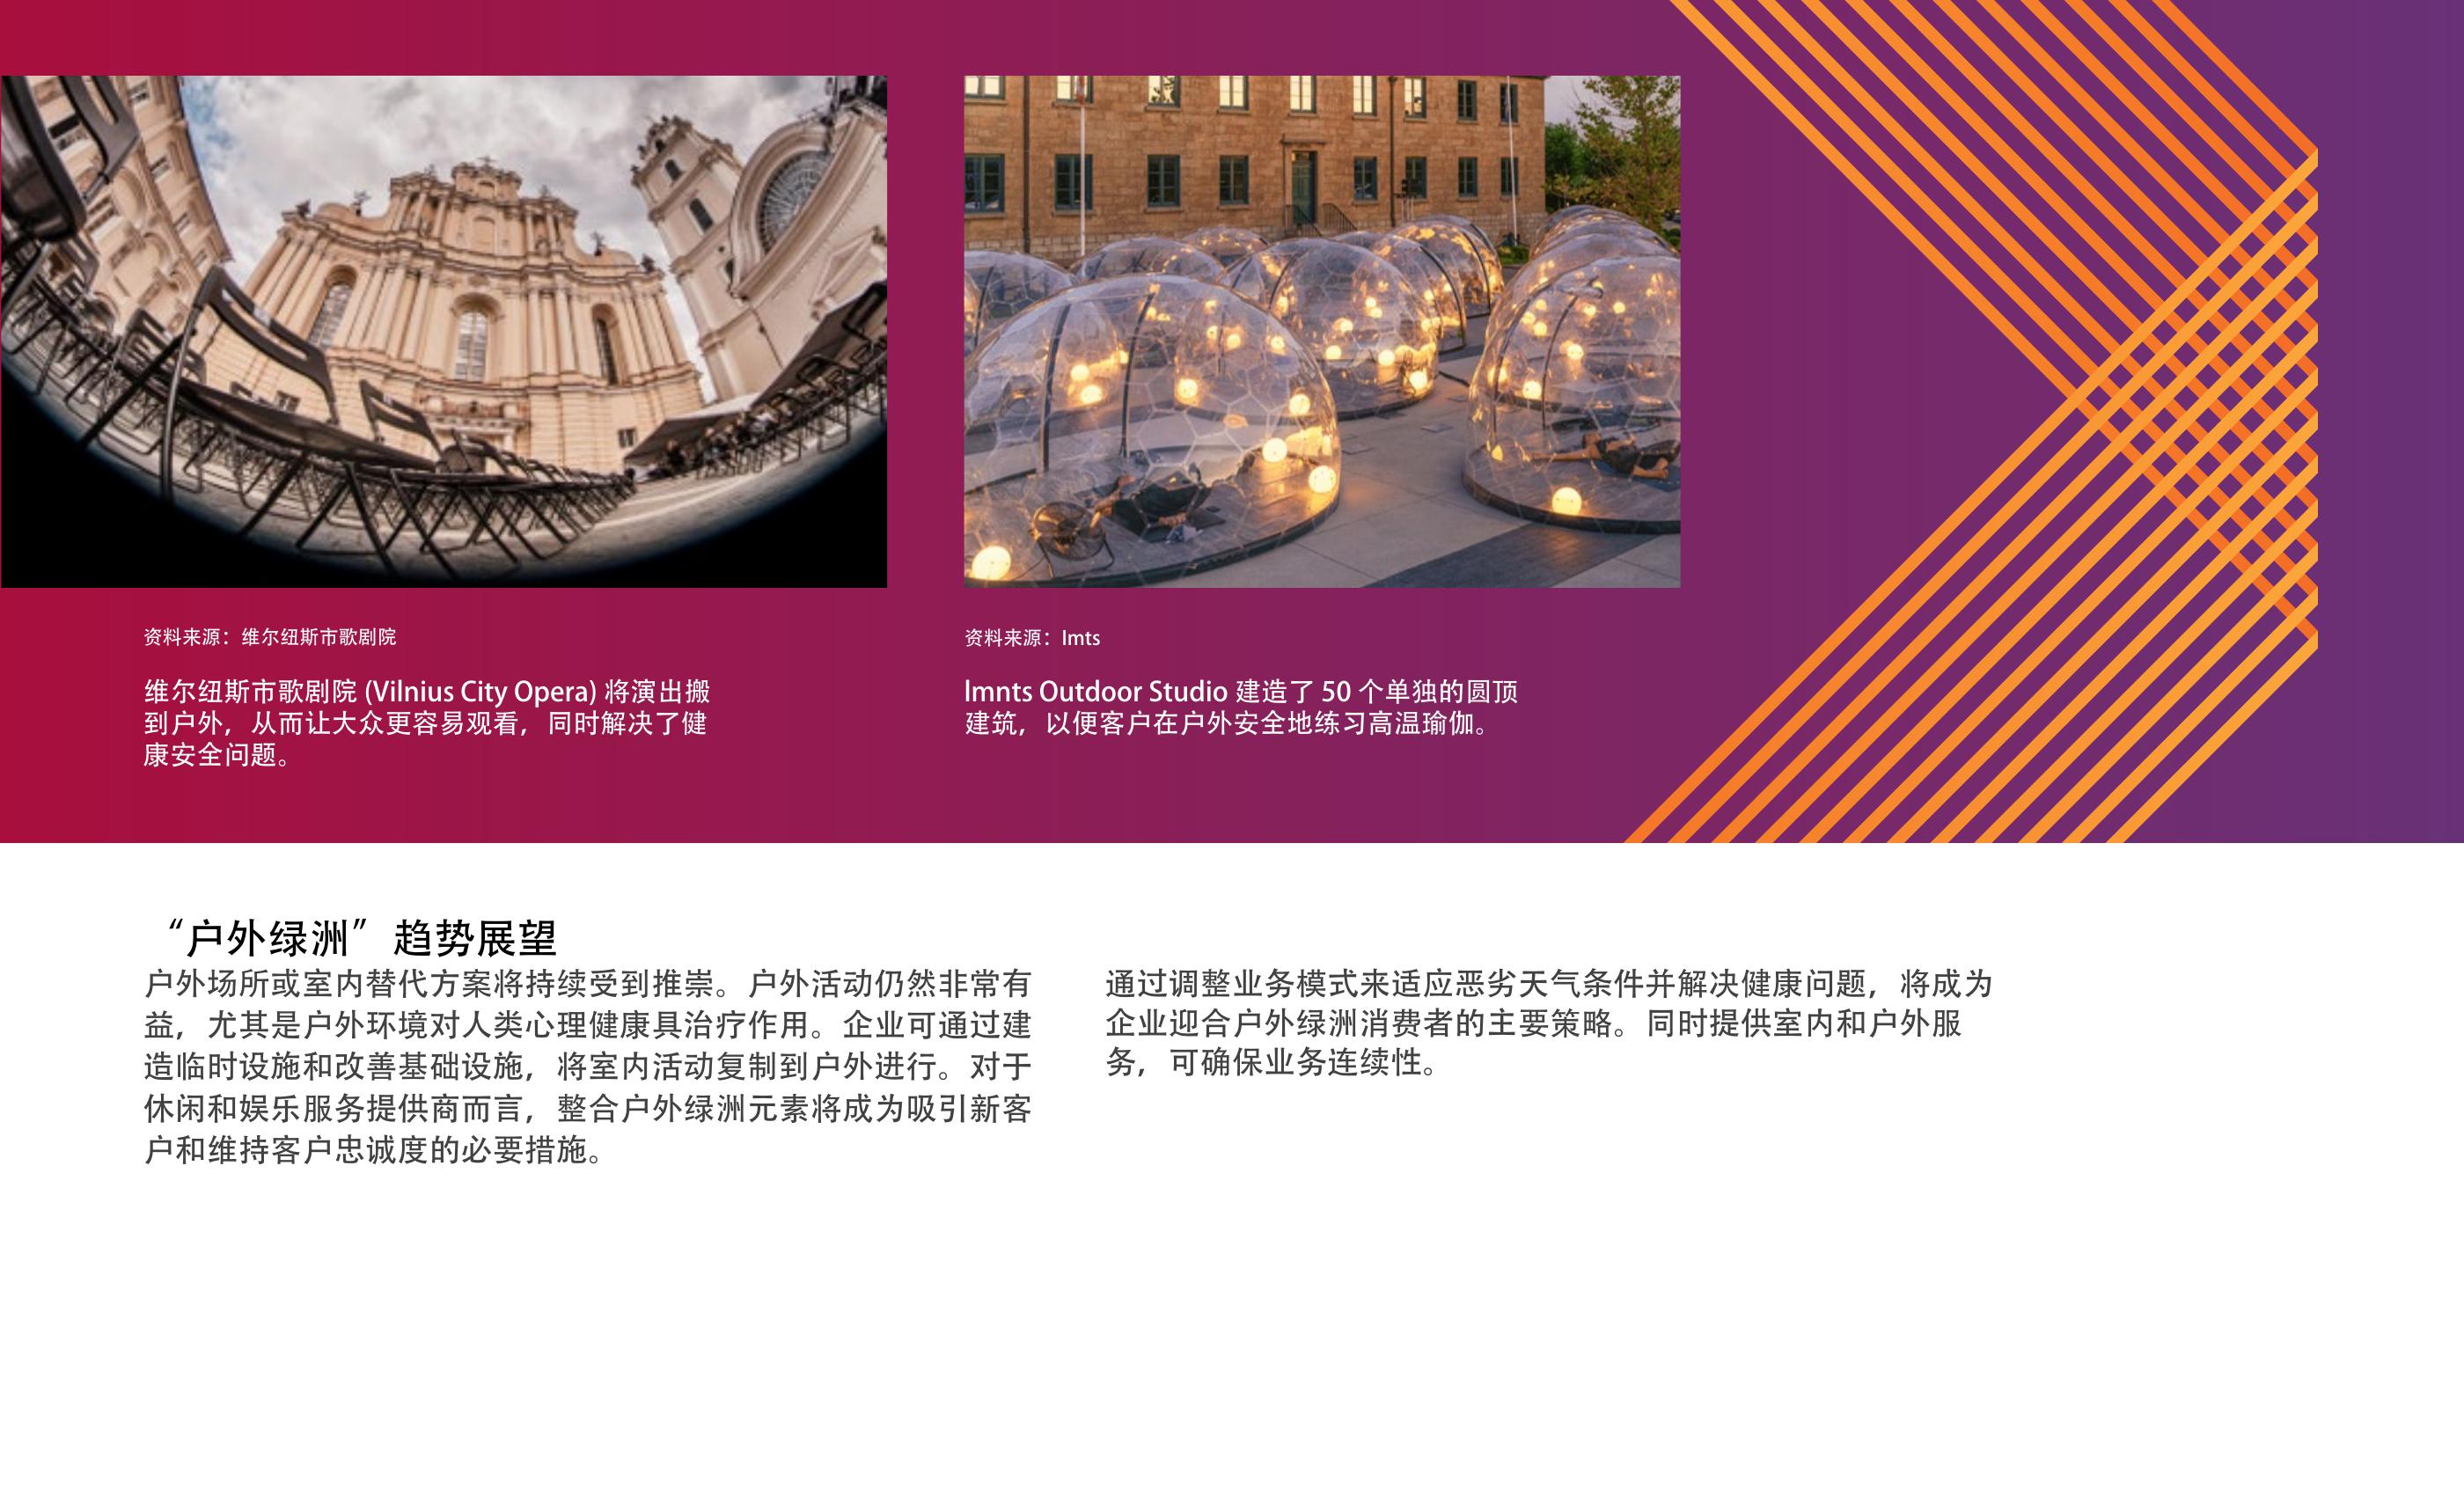 资料来源：维尔纽斯市歌剧院
维尔纽斯市歌剧院 (Vilnius City Opera) 将演出搬
到户外，从而让大众更容易观看，同时解决了健
康安全问题。
资料来源：lmts
lmnts Outdoor Studio 建造了 50 个单独的圆顶
建筑，以便客户在户外安全地练习高温瑜伽。
“户外绿洲”趋势展望
户外场所或室内替代方案将持续受到推崇。户外活动仍然非常有
益，尤其是户外环境对人类心理健康具治疗作用。企业可通过建
造临时设施和改善基础设施，将室内活动复制到户外进行。对于
休闲和娱乐服务提供商而言，整合户外绿洲元素将成为吸引新客
户和维持客户忠诚度的必要措施。
通过调整业务模式来适应恶劣天气条件并解决健康问题，将成为
企业迎合户外绿洲消费者的主要策略。同时提供室内和户外服
务，可确保业务连续性。